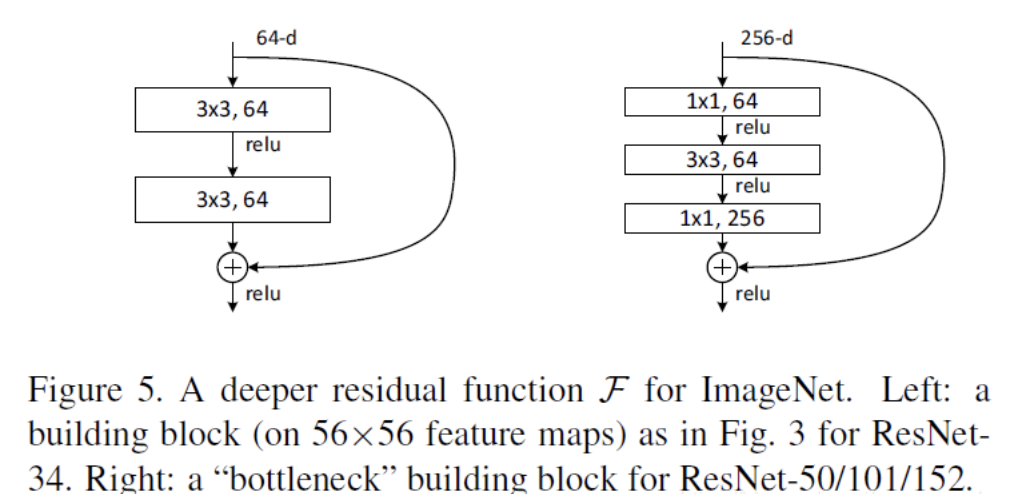 64-d
3x3, 64
relu
3x3, 64
relu
256-d
1x1, 64
relu
3x3, 64
relu
1x1, 256
relu
Figure 5. A deeper residual function F for ImageNet. Left: a
building block (on 56×56 feature maps) as in Fig. 3 for ResNet-
34. Right: a “bottleneck” building block for ResNet-50/101/152.